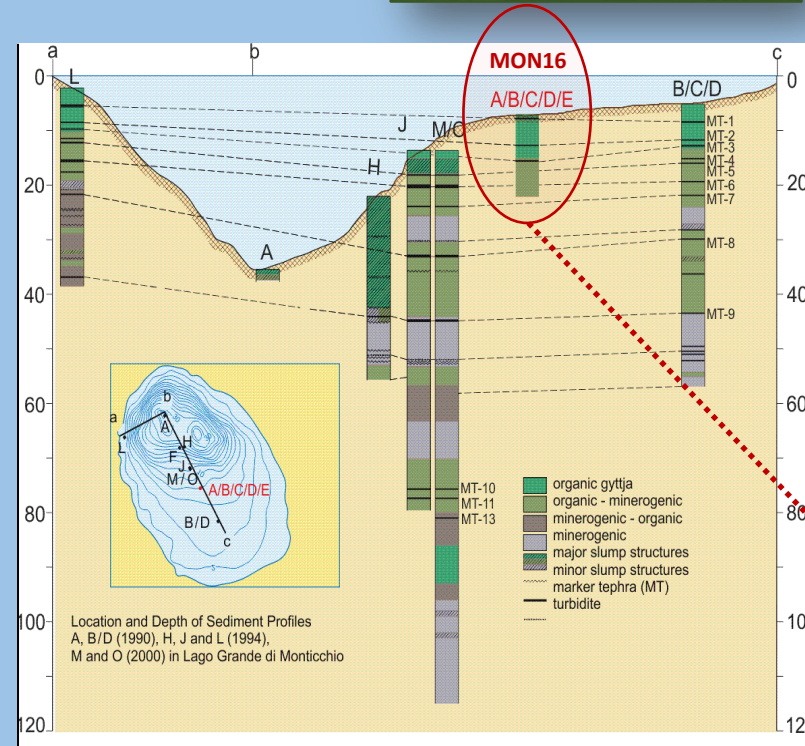 a
b
c
L
MON16
A/B/C/D/E
B/C/D
J
M/O
H
A
0
20
40
60
80
100
120
0
20
40
60
80
10
12
MT-1
MT-2
MT-3
MT-4
MT-5
MT-6
MT-7
MT-8
MT-9
MT-10
MT-11
MT-13
a
b
A
L
H
F
J
M/O
A/B/C/D/E
B/D
c
5
organic gyttja
organic - minerogenic
minerogenic - organic
minerogenic
major slump structures
minor slump structures
marker tephra (MT)
turbidite
Location and Depth of Sediment Profiles
A, B/D (1990), H, J and L (1994),
M and O (2000) in Lago Grande di Monticchio